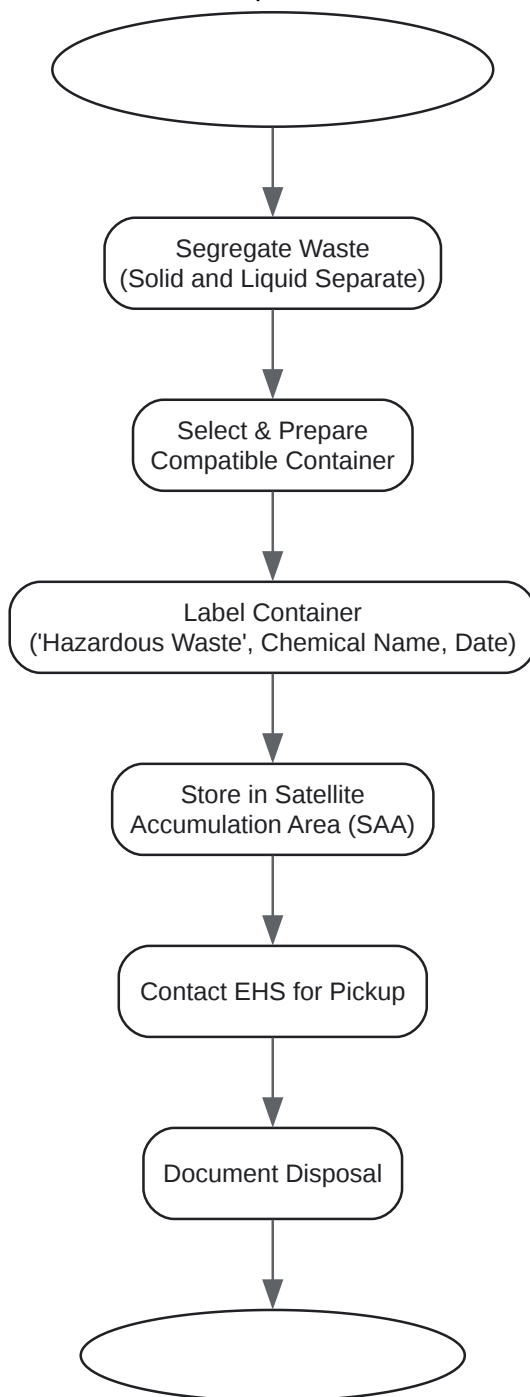 Segregate Waste
(Solid and Liquid Separate)
Select & Prepare
Compatible Container
Label Container
('Hazardous Waste', Chemical Name, Date)
Store in Satellite
Accumulation Area (SAA)
Contact EHS for Pickup
Document Disposal